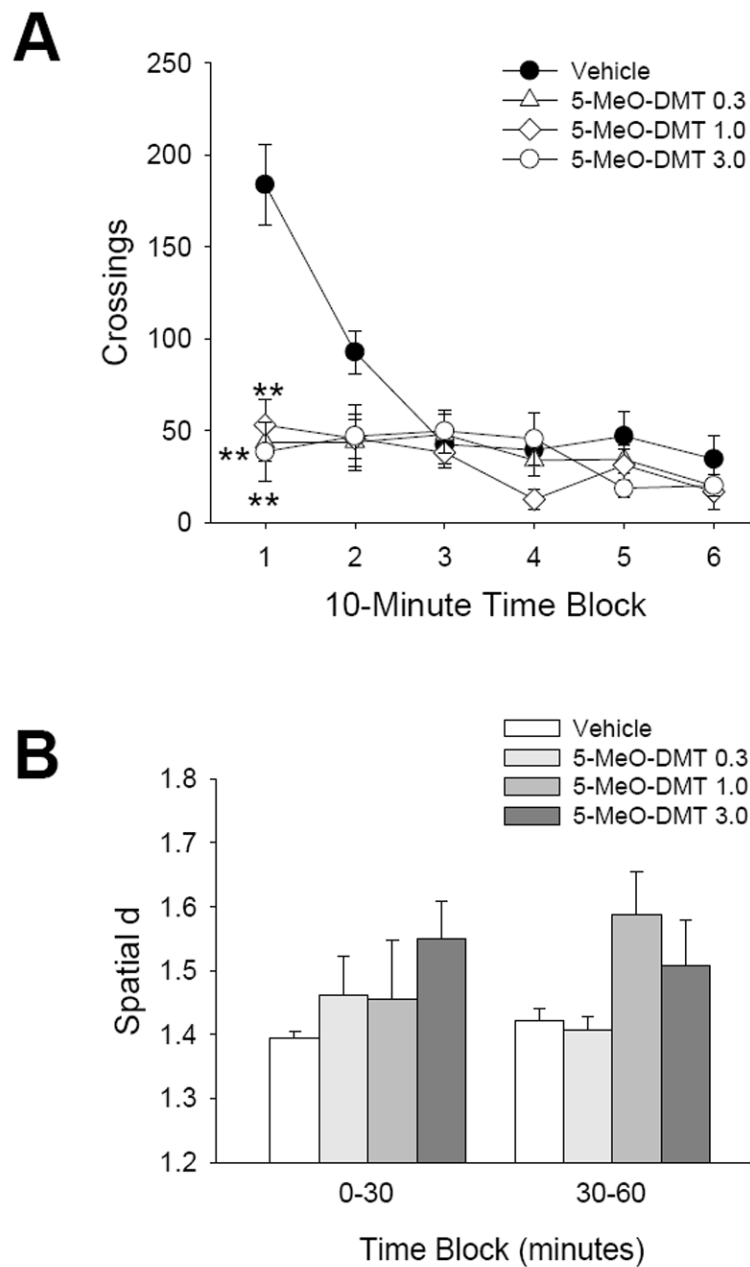 A
250
200
150
100
50
0
Crossings
Vehicle
5-MeO-DMT 0.3
5-MeO-DMT 1.0
5-MeO-DMT 3.0
**
**
**
1 2 3 4 5 6
10-Minute Time Block
B
Vehicle
5-MeO-DMT 0.3
5-MeO-DMT 1.0
5-MeO-DMT 3.0
1.8
1.7
1.6
1.5
1.4
1.3
1.2
Spatial d
0-30 30-60
Time Block (minutes)